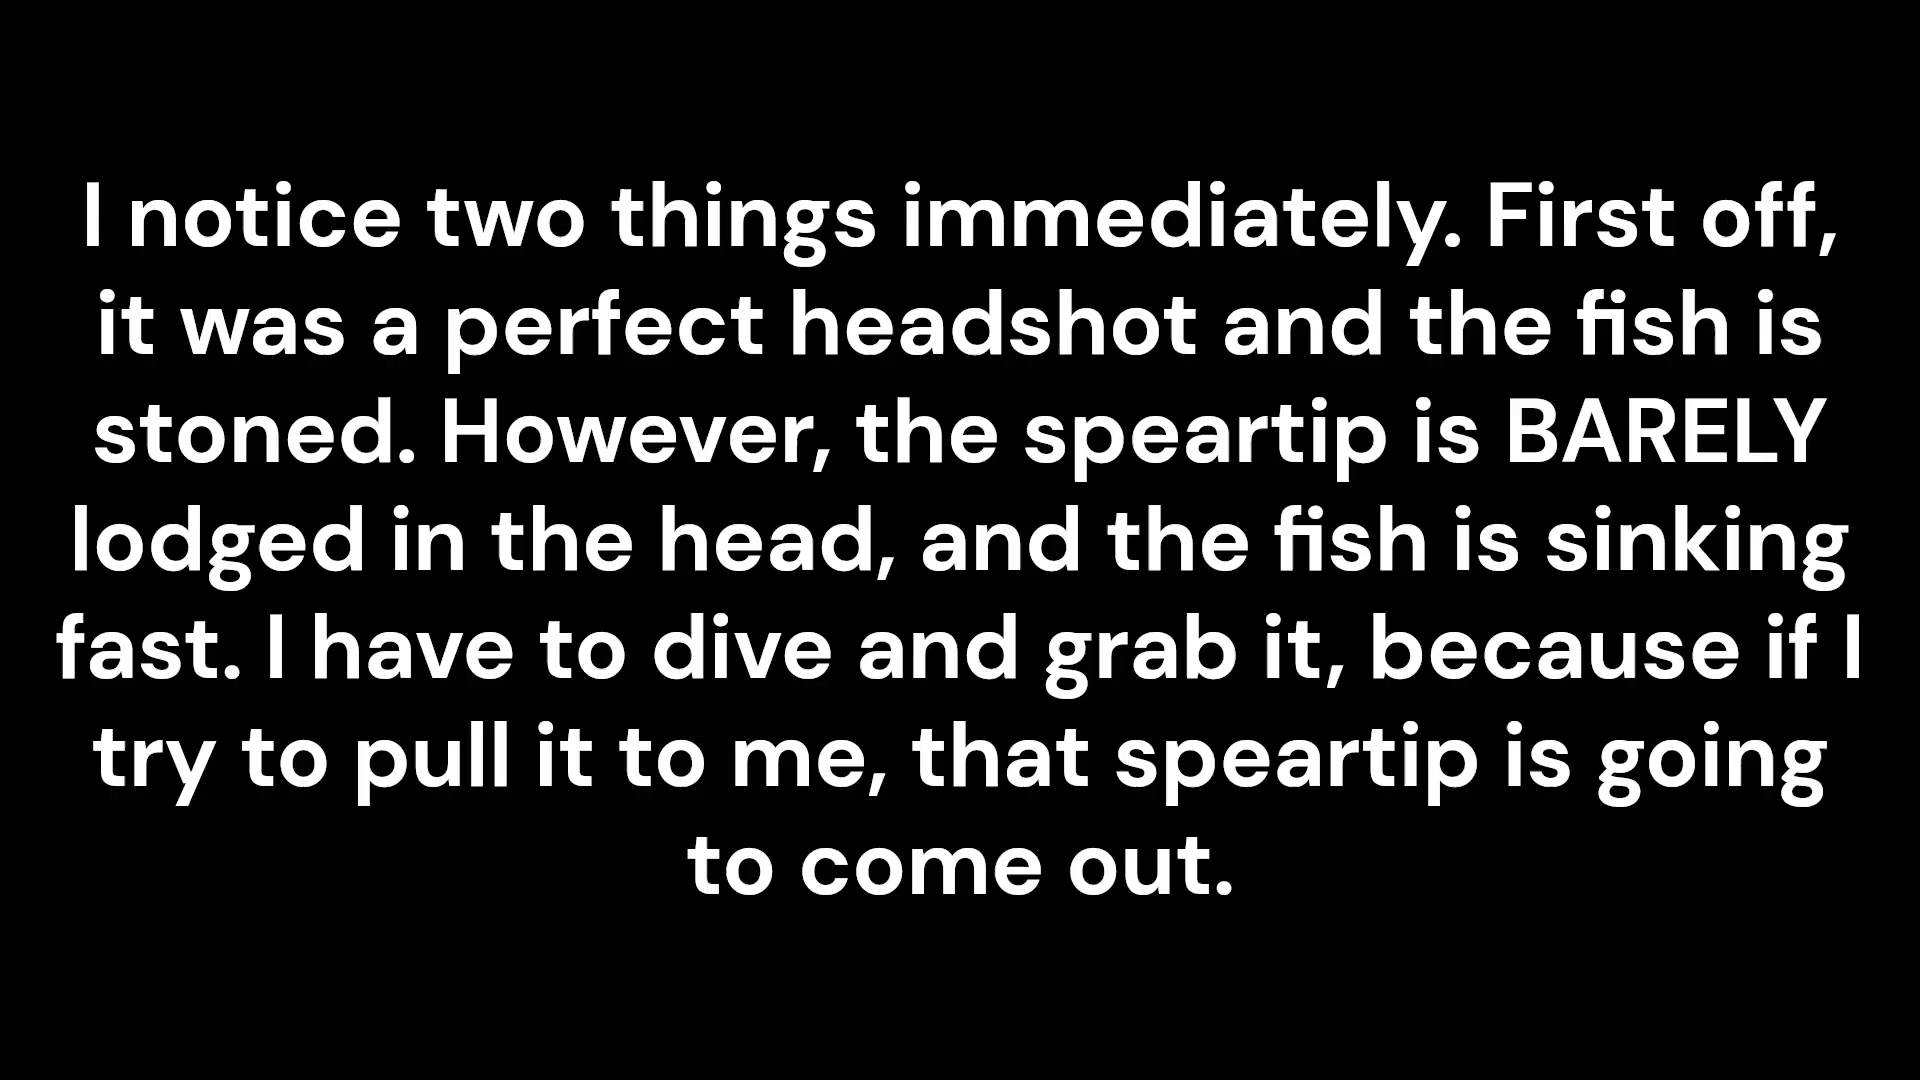 I notice two things immediately. First off,
it was a perfect headshot and the fish is
stoned. However, the speartip is BARELY
lodged in the head, and the fish is sinking
fast. I have to dive and grab it, because if I
try to pull it to me, that speartip is going
to come out.